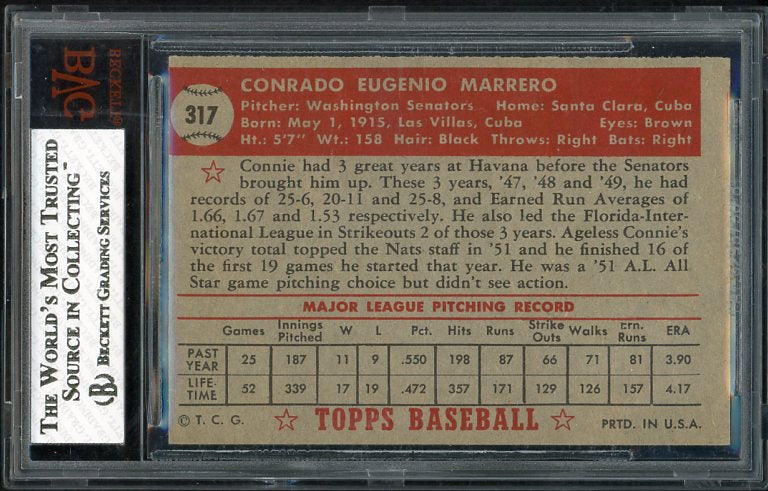 BECKETT
BVG
THE WORLD'S MOST TRUSTED
SOURCE IN COLLECTING™
BECKETT GRADING SERVICES
317
CONRADO EUGENIO MARRERO
Pitcher: Washington Senators Home: Santa Clara, Cuba
Born: May 1, 1915, Las Villas, Cuba Eyes: Brown
Ht.: 5'7" Wt.: 158 Hair: Black Throws: Right Bats: Right
Connie had 3 great years at Havana before the Senators
brought him up. These 3 years, '47, '48 and '49, he had
records of 25-6, 20-11 and 25-8, and Earned Run Averages of
1.66, 1.67 and 1.53 respectively. He also led the Florida-Inter-
national League in Strikeouts 2 of those 3 years. Ageless Connie's
victory total topped the Nats staff in '51 and he finished 16 of
the first 19 games he started that year. He was a '51 A.L. All
Star game pitching choice but didn't see action.
MAJOR LEAGUE PITCHING RECORD
Games Innings Pitched W L Pct. Hits Runs Strike Outs Walks Ern. Runs ERA
PAST YEAR 25 187 11 9 .550 198 87 66 71 81 3.90
LIFE-TIME 52 339 17 19 .472 357 171 129 126 157 4.17
© T. C. G. TOPPS BASEBALL PRTD. IN U.S.A.